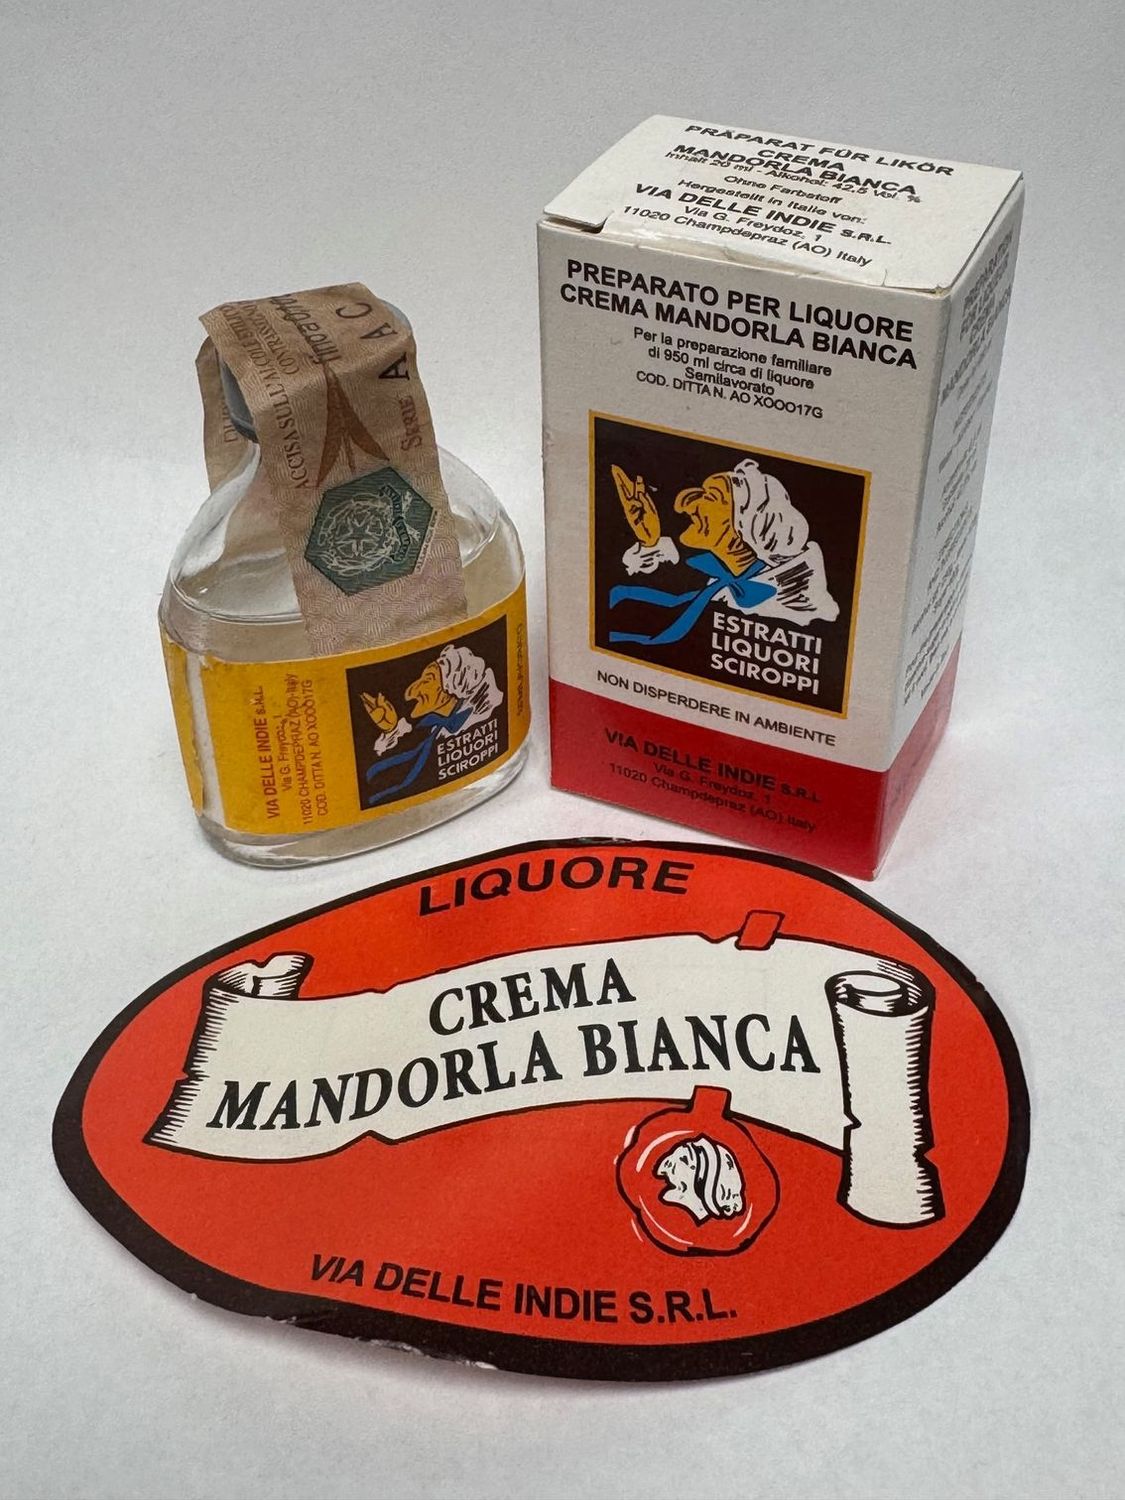 PRÄPARAT FÜR LIKÖR
CREMA
MANDORLA BIANCA
Inhalt 20 ml - Alkohol: 42.5 Vol. %
Ohne Farbstoff
Hergestellt in Italie von:
VIA DELLE INDIE S.R.L.
Via G. Freydoz, 1
11020 Champdepraz (AO) Italy
PREPARATO PER LIQUORE
CREMA MANDORLA BIANCA
Per la preparazione familiare
di 950 ml circa di liquore
Semilavorato
COD. DITTA N. AO XOOO17G
ESTRATTI
LIQUORI
SCIROPPI
NON DISPERDERE IN AMBIENTE
VIA DELLE INDIE S.R.L
Via G. Freydoz, 1
11020 Champdepraz (AO) Italy
ACCISA SULL'ALCOLE
SERIE A A C
VIA DELLE INDIE S.R.L.
Via G. Freydoz, 1
11020 CHAMPDEPRAZ (AO)-Italy
COD. DITTA N. AO XOOO17G
ESTRATTI
LIQUORI
SCIROPPI
LIQUORE
CREMA
MANDORLA BIANCA
VIA DELLE INDIE S.R.L.